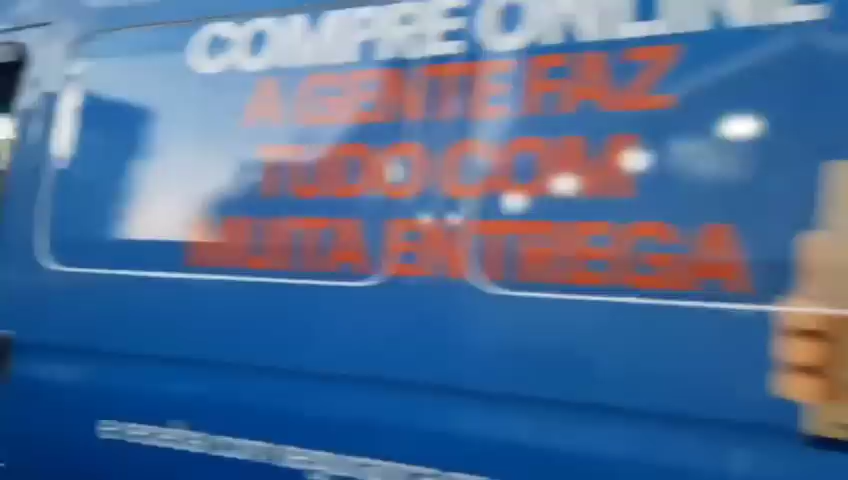 COMPRE ONLINE
A GENTE FAZ
TUDO COM
MUITA ENTREGA